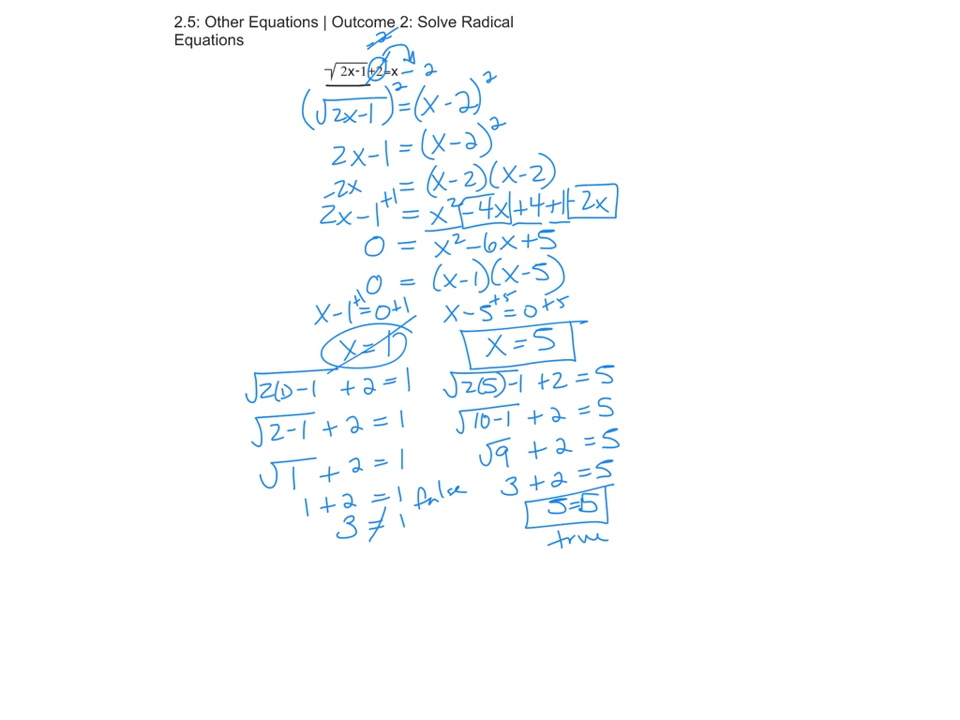 2.5: Other Equations | Outcome 2: Solve Radical
Equations
-2
√2x-1+2=x - 2
(√2x-1)² = (x-2)²
2x-1 = (x-2)²
-2x = (x-2)(x-2)
2x-1+1 = x²-4x+4+1-2x
0 = x²-6x+5
0 = (x-1)(x-5)
x-1+1=0+1 x-5+5=0+5
x=1 x=5
√2(1)-1 +2=1 √2(5)-1 +2=5
√2-1 +2=1 √10-1 +2=5
√1 +2=1 √9 +2=5
1+2=1 false 3+2=5
3≠1 5=5
true